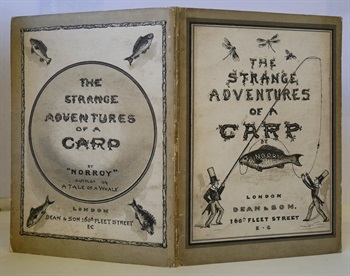 THE
STRANGE
ADVENTURES
OF A
CARP
BY
"NORROY"
AUTHOR OF
A TALE OF A WHALE
LONDON
DEAN & SON 160A FLEET STREET
EC
THE
STRANGE
ADVENTURES
OF A
CARP
BY
NORROY
LONDON
DEAN & SON.
160A FLEET STREET
E·C